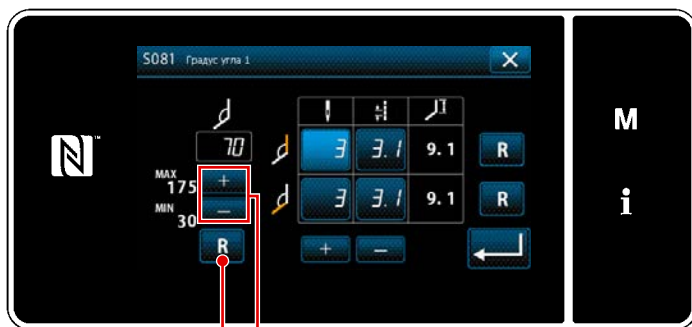 S081 Градус угла 1
M
70
3 3.1 9.1 R
MAX
175 +
MIN
30 −
3 3.1 9.1 R
i
R + −
N